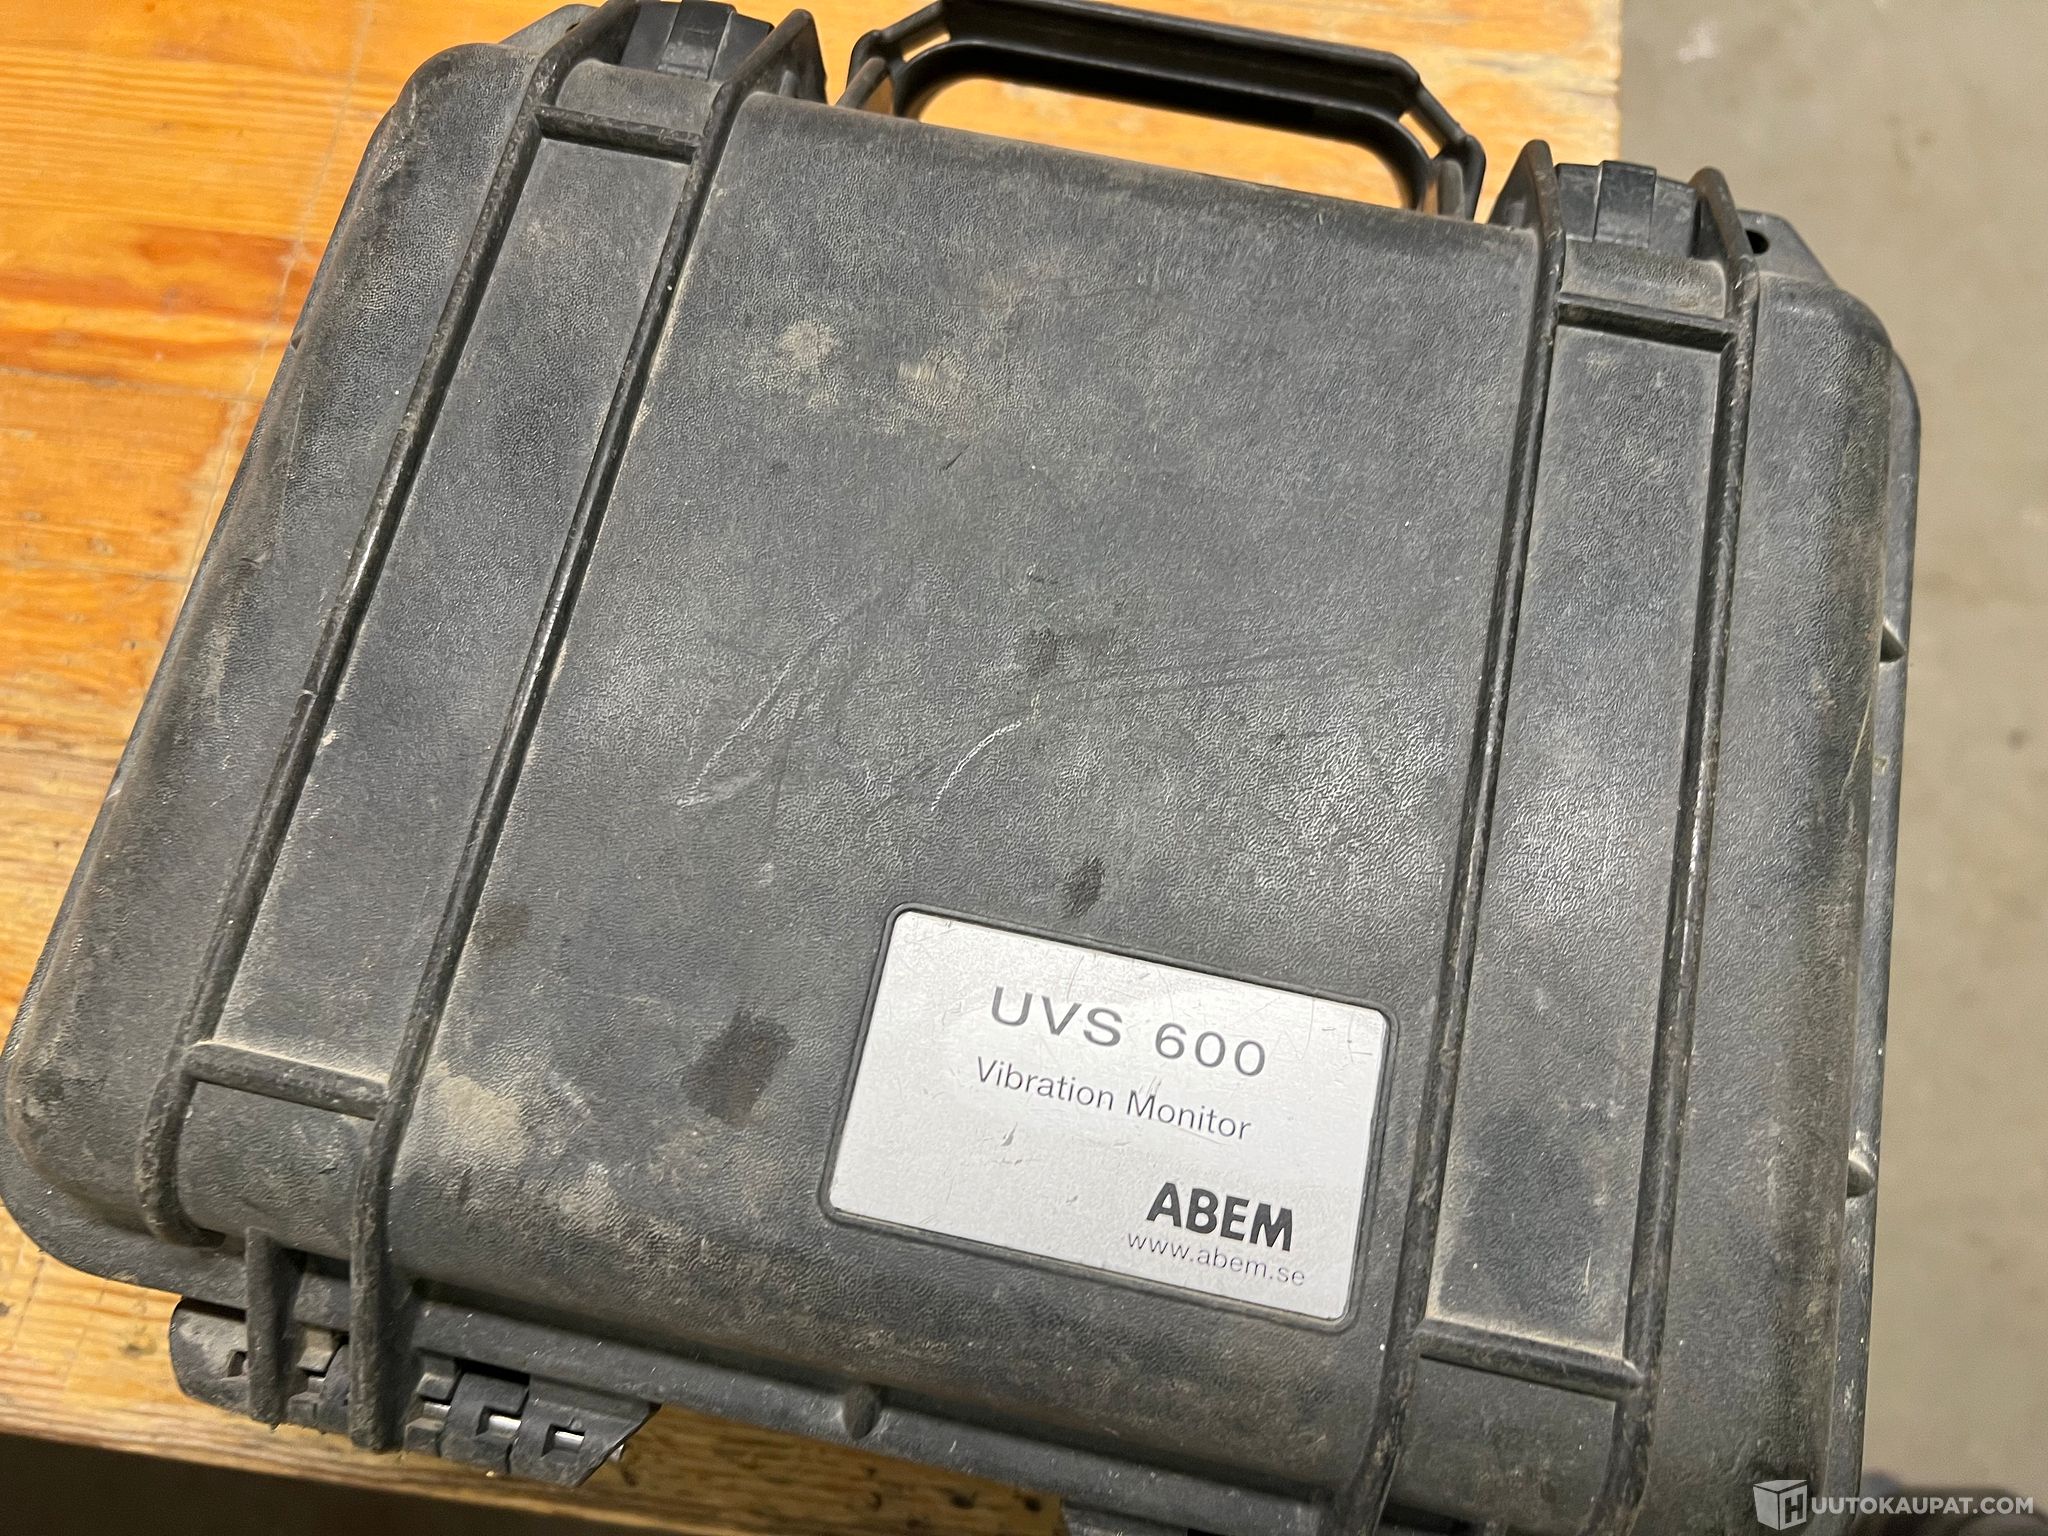 UVS 600
Vibration Monitor
ABEM
www.abem.se
HUUTOKAUPAT.COM